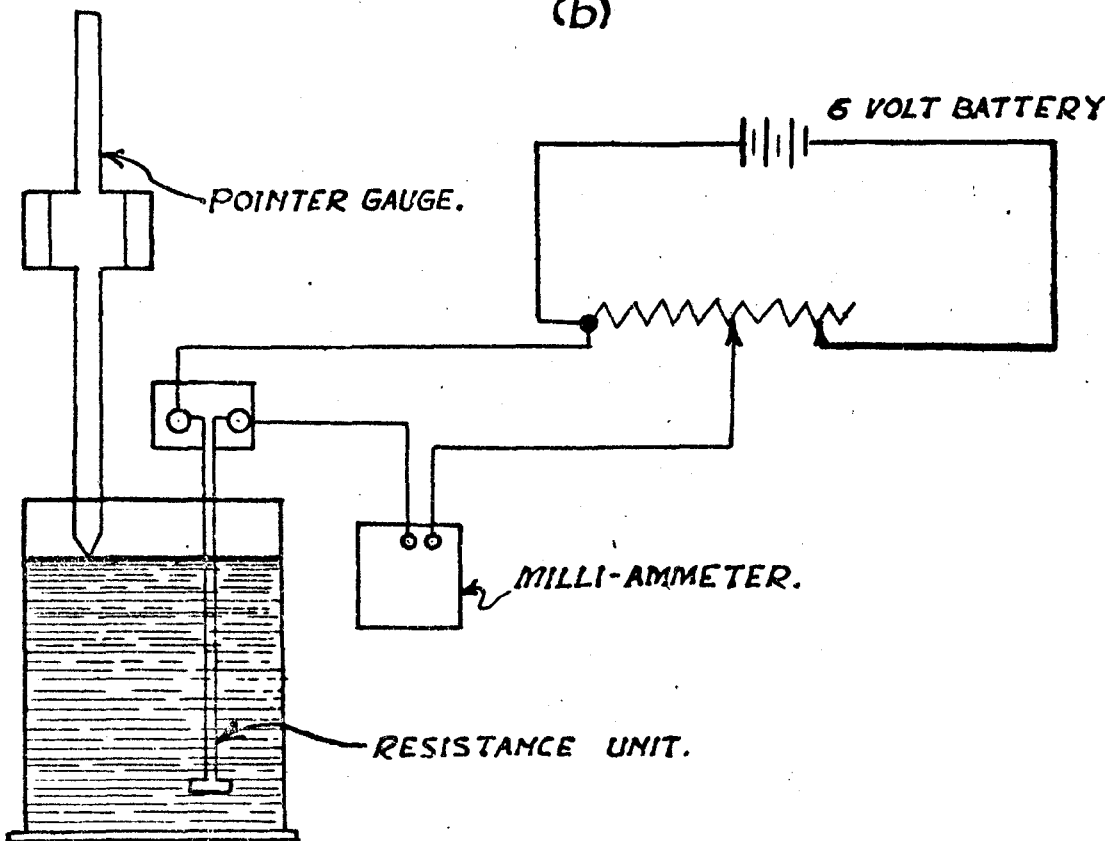 (b)
6 VOLT BATTERY
POINTER GAUGE.
MILLI-AMMETER.
RESISTANCE UNIT.